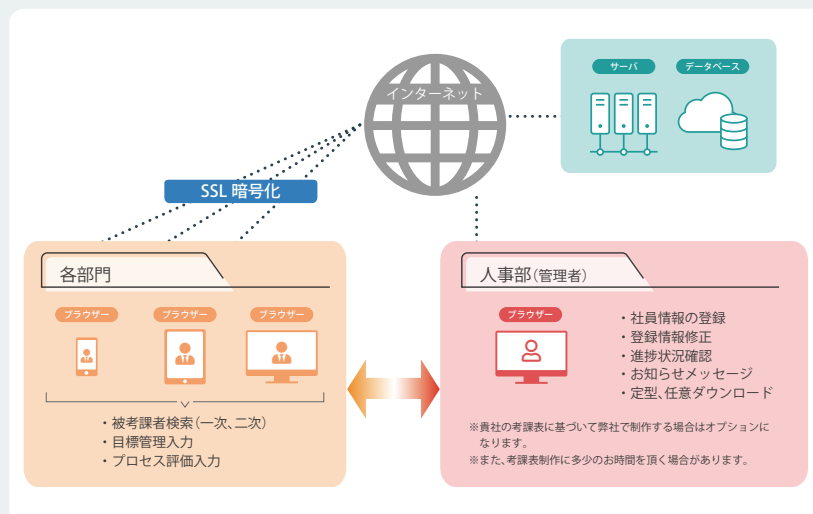 インターネット
サーバ
データベース
SSL 暗号化
各部門
ブラウザー
ブラウザー
ブラウザー
・被考課者検索(一次、二次)
・目標管理入力
・プロセス評価入力
人事部(管理者)
ブラウザー
・社員情報の登録
・登録情報修正
・進捗状況確認
・お知らせメッセージ
・定型、任意ダウンロード
※貴社の考課表に基づいて弊社で制作する場合はオプションに
なります。
※また、考課表制作に多少のお時間を頂く場合があります。